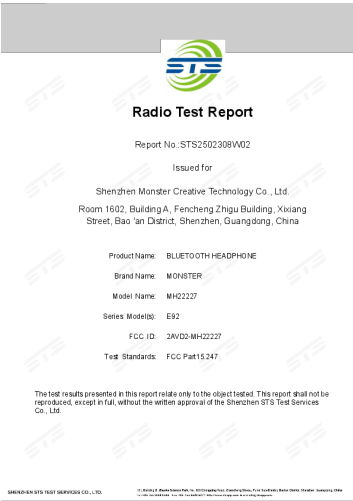 STS
Radio Test Report
Report No.:STS2502308W02
Issued for
Shenzhen Monster Creative Technology Co., Ltd.
Room 1602, Building A, Fencheng Zhigu Building, Xixiang
Street, Bao 'an District, Shenzhen, Guangdong, China
Product Name: BLUETOOTH HEADPHONE
Brand Name: MONSTER
Model Name: MH22227
Series Model(s): E92
FCC ID: 2AVD2-MH22227
Test Standards: FCC Part15.247
The test results presented in this report relate only to the object tested. This report shall not be
reproduced, except in full, without the written approval of the Shenzhen STS Test Services
Co., Ltd.
SHENZHEN STS TEST SERVICES CO., LTD.